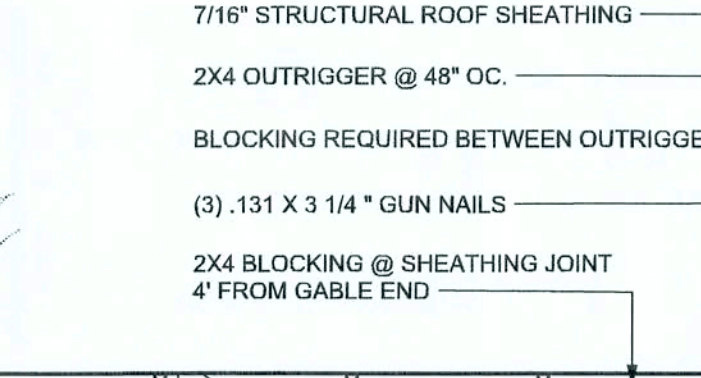 7/16" STRUCTURAL ROOF SHEATHING
2X4 OUTRIGGER @ 48" OC.
BLOCKING REQUIRED BETWEEN OUTRIGGE
(3) .131 X 3 1/4 " GUN NAILS
2X4 BLOCKING @ SHEATHING JOINT
4' FROM GABLE END